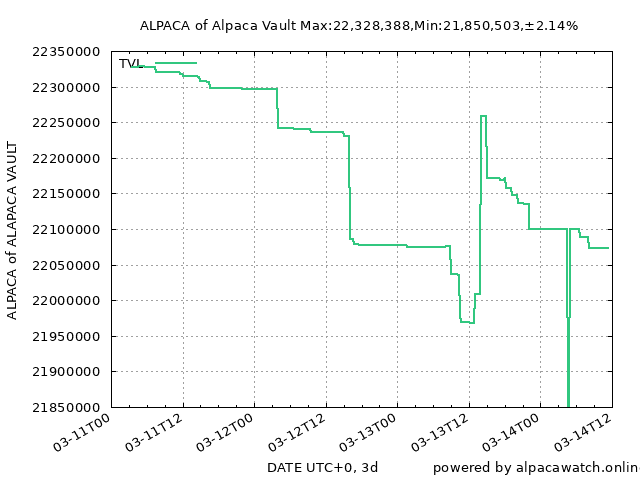 ALPACA of Alpaca Vault Max:22,328,388,Min:21,850,503,±2.14%
22350000
TVL
22300000
22250000
22200000
22150000
22100000
22050000
22000000
21950000
21900000
21850000
ALPACA of ALAPACA VAULT
03-11T00
03-11T12
03-12T00
03-12T12
03-13T00
03-13T12
03-14T00
03-14T12
DATE UTC+0, 3d
powered by alpacawatch.onlin